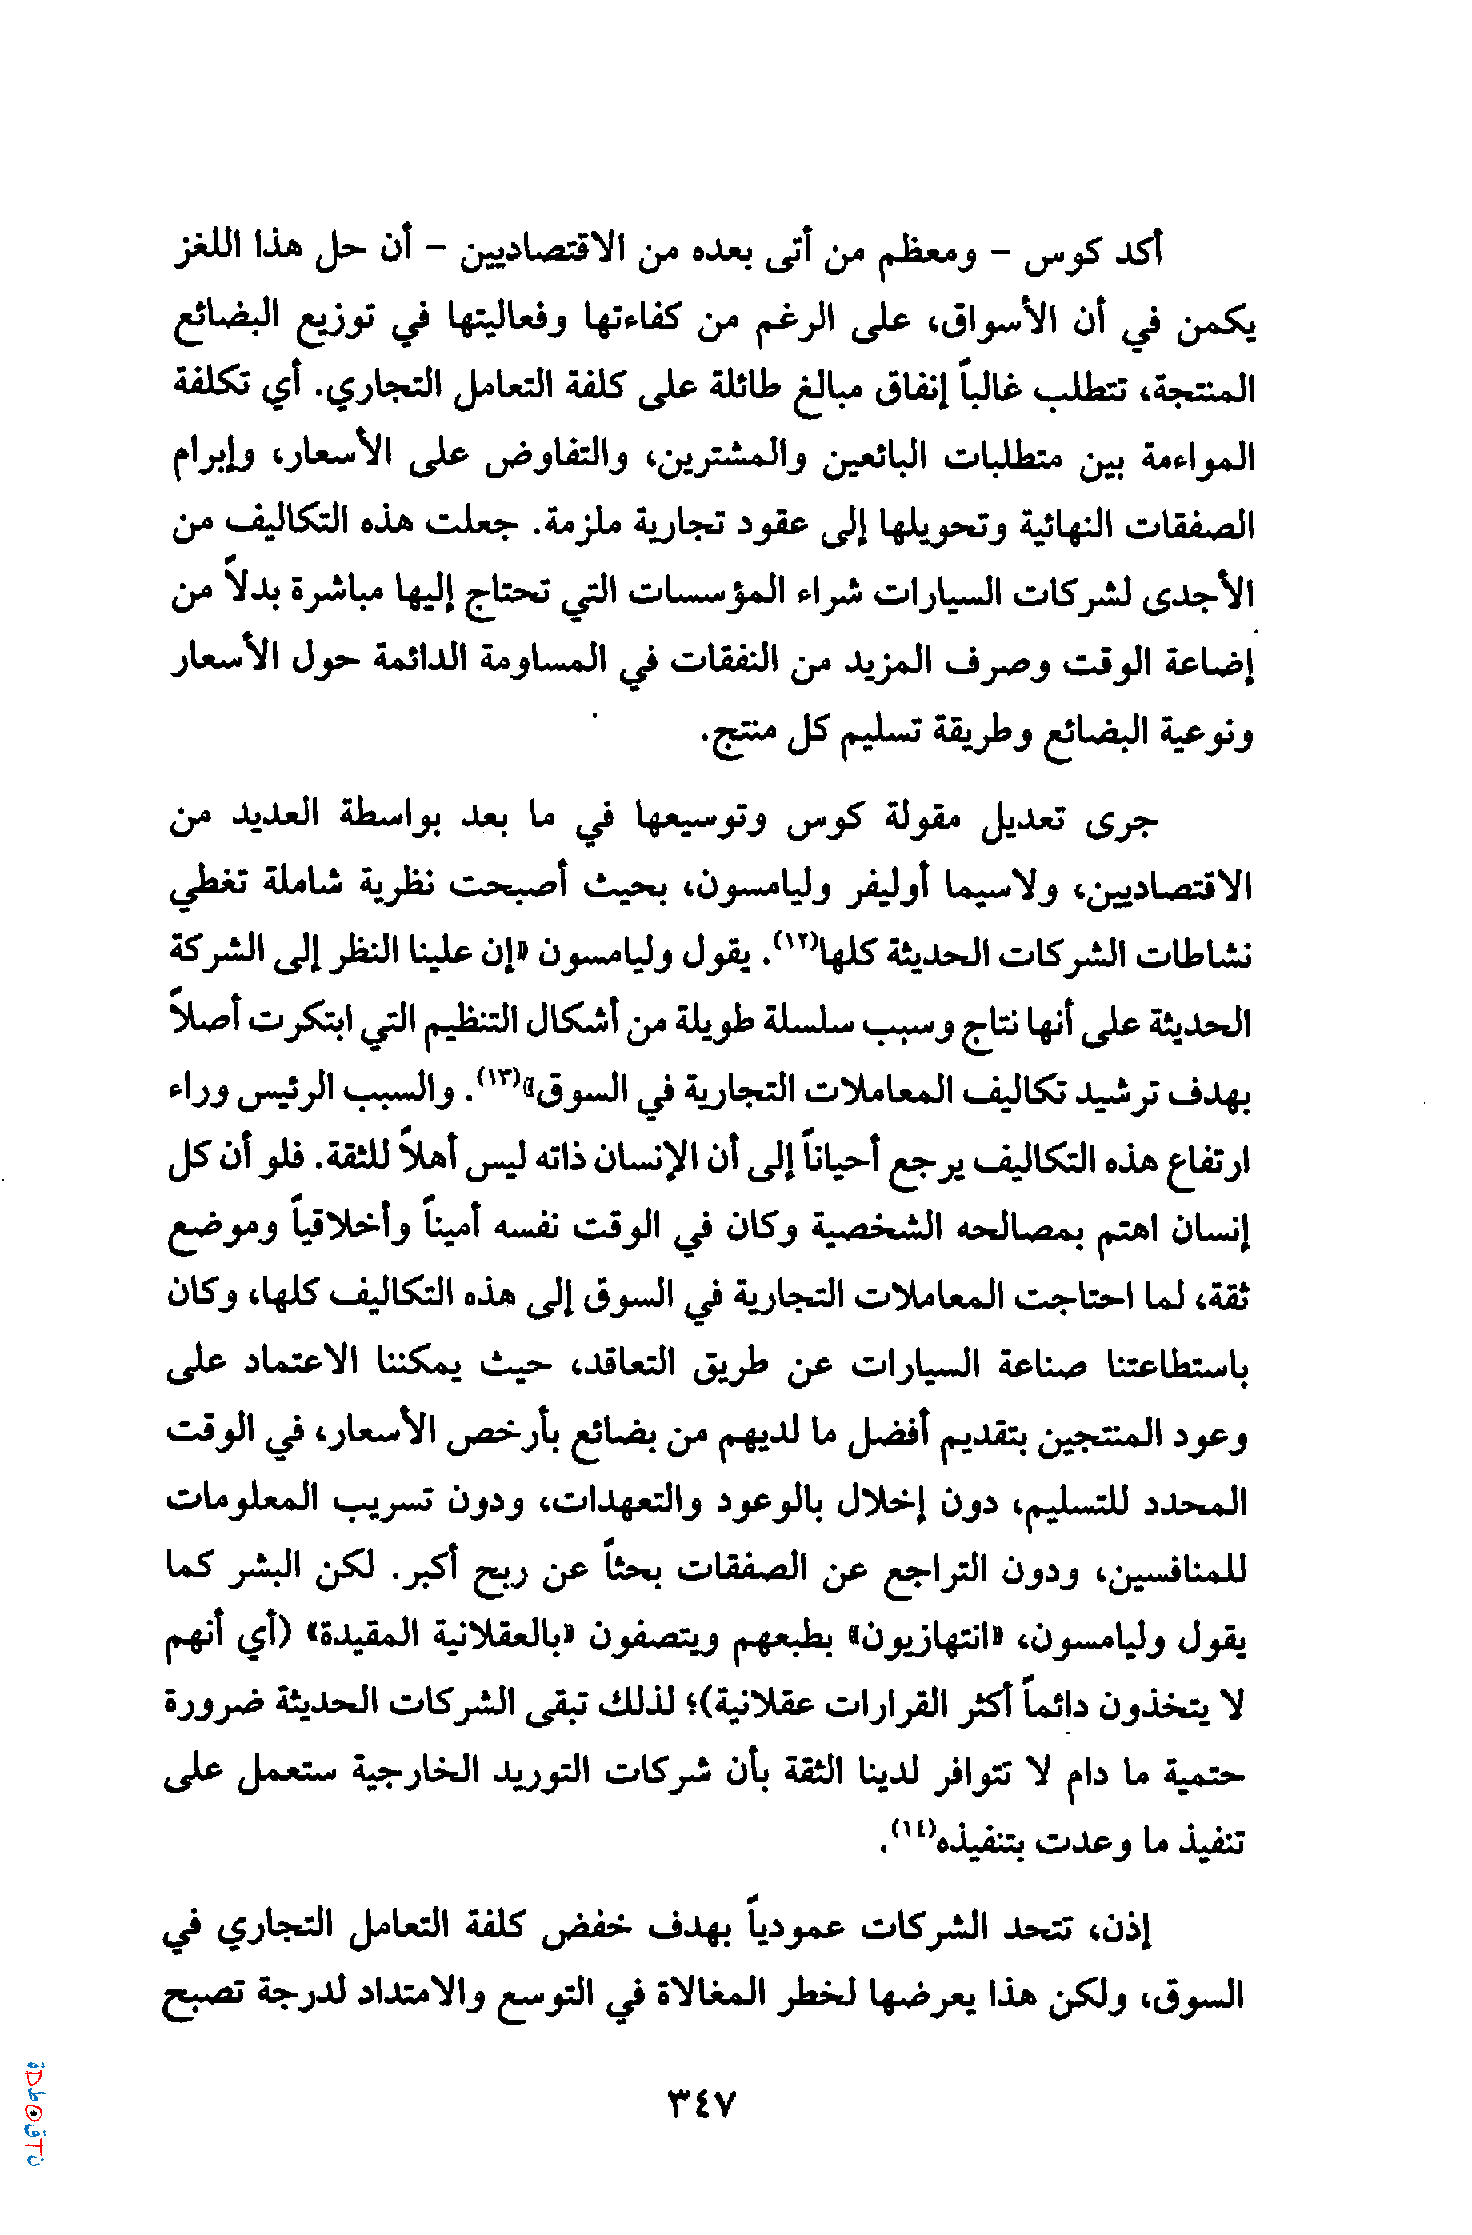 أكد كوس – ومعظم من أتى بعده من الاقتصاديين – أن حل هذا اللغز
يكمن في أن الأسواق، على الرغم من كفاءتها وفعاليتها في توزيع البضائع
المنتجة، تتطلب غالباً إنفاق مبالغ طائلة على كلفة التعامل التجاري. أي تكلفة
المواءمة بين متطلبات البائعين والمشترين، والتفاوض على الأسعار، وإبرام
الصفقات النهائية وتحويلها إلى عقود تجارية ملزمة. جعلت هذه التكاليف من
الأجدى لشركات السيارات شراء المؤسسات التي تحتاج إليها مباشرة بدلاً من
إضاعة الوقت وصرف المزيد من النفقات في المساومة الدائمة حول الأسعار
ونوعية البضائع وطريقة تسليم كل منتج.
جرى تعديل مقولة كوس وتوسيعها في ما بعد بواسطة العديد من
الاقتصاديين، ولاسيما أوليفر وليامسون، بحيث أصبحت نظرية شاملة تغطي
نشاطات الشركات الحديثة كلها(١٢). يقول وليامسون «إن علينا النظر إلى الشركة
الحديثة على أنها نتاج وسبب سلسلة طويلة من أشكال التنظيم التي ابتكرت أصلاً
بهدف ترشيد تكاليف المعاملات التجارية في السوق»(١٣). والسبب الرئيس وراء
ارتفاع هذه التكاليف يرجع أحياناً إلى أن الإنسان ذاته ليس أهلاً للثقة. فلو أن كل
إنسان اهتم بمصالحه الشخصية وكان في الوقت نفسه أميناً وأخلاقياً وموضع
ثقة، لما احتاجت المعاملات التجارية في السوق إلى هذه التكاليف كلها، وكان
باستطاعتنا صناعة السيارات عن طريق التعاقد، حيث يمكننا الاعتماد على
وعود المنتجين بتقديم أفضل ما لديهم من بضائع بأرخص الأسعار، في الوقت
المحدد للتسليم، دون إخلال بالوعود والتعهدات، ودون تسريب المعلومات
للمنافسين، ودون التراجع عن الصفقات بحثاً عن ربح أكبر. لكن البشر كما
يقول وليامسون، «انتهازيون» بطبعهم ويتصفون «بالعقلانية المقيدة» (أي أنهم
لا يتخذون دائماً أكثر القرارات عقلانية)؛ لذلك تبقى الشركات الحديثة ضرورة
حتمية ما دام لا تتوافر لدينا الثقة بأن شركات التوريد الخارجية ستعمل على
تنفيذ ما وعدت بتنفيذه(١٤).
إذن، تتحد الشركات عمودياً بهدف خفض كلفة التعامل التجاري في
السوق، ولكن هذا يعرضها لخطر المغالاة في التوسع والامتداد لدرجة تصبح
٣٤٧